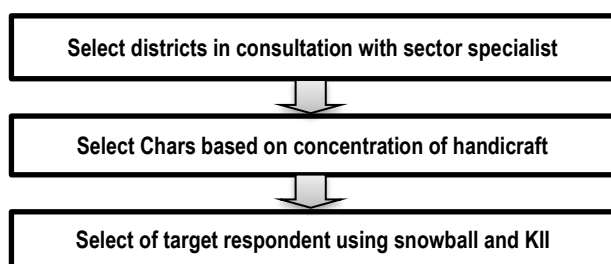 Select districts in consultation with sector specialist
Select Chars based on concentration of handicraft
Select of target respondent using snowball and KII